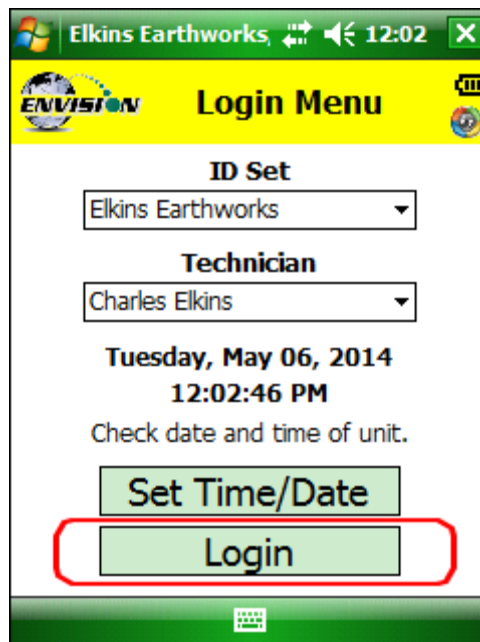 Elkins Earthworks, 12:02
ENVISION
Login Menu
ID Set
Elkins Earthworks
Technician
Charles Elkins
Tuesday, May 06, 2014
12:02:46 PM
Check date and time of unit.
Set Time/Date
Login